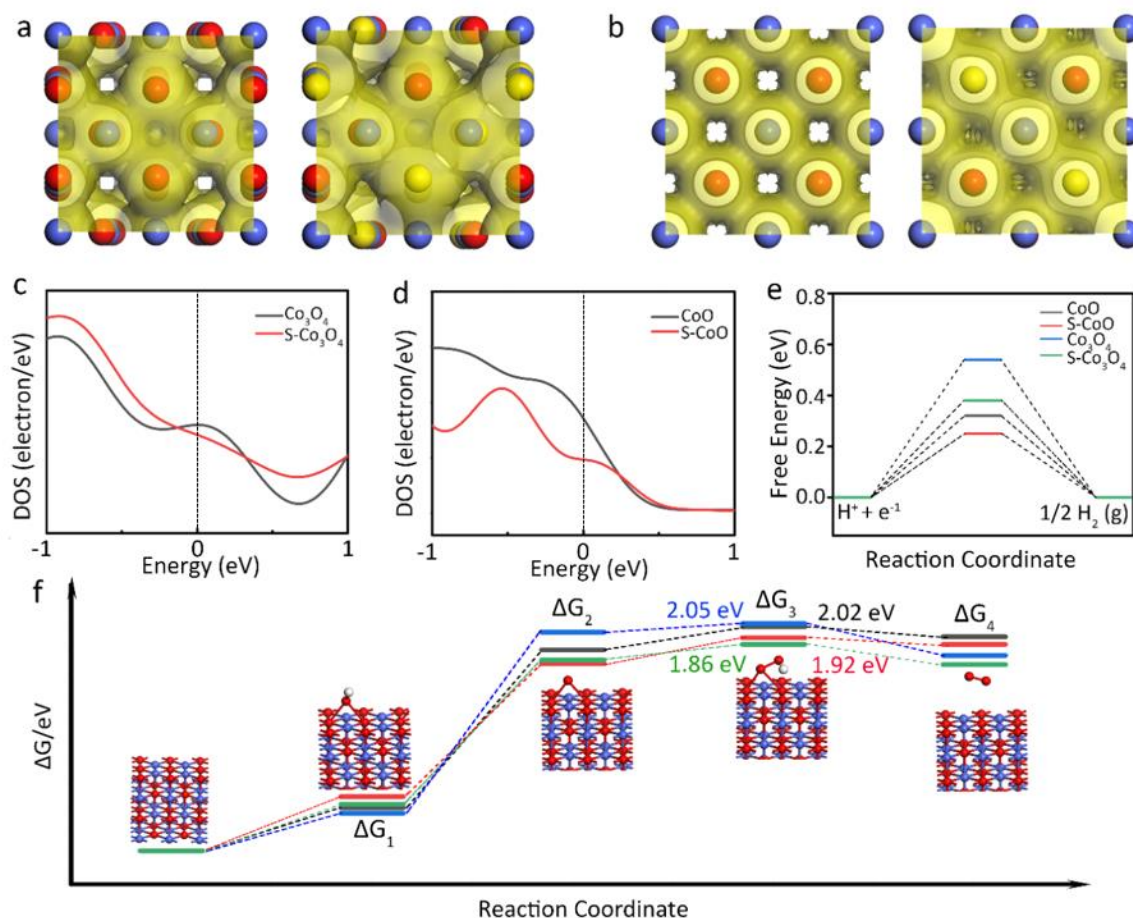 a
b
c
Co₃O₄
S-Co₃O₄
DOS (electron/eV)
-1
0
1
Energy (eV)
d
CoO
S-CoO
DOS (electron/eV)
-1
0
1
Energy (eV)
e
CoO
S-CoO
Co₃O₄
S-Co₃O₄
0.8
0.6
0.4
0.2
0.0
Free Energy (eV)
H⁺ + e⁻¹
1/2 H₂ (g)
Reaction Coordinate
f
ΔG/eV
ΔG₁
ΔG₂
2.05 eV
ΔG₃
2.02 eV
ΔG₄
1.86 eV
1.92 eV
Reaction Coordinate